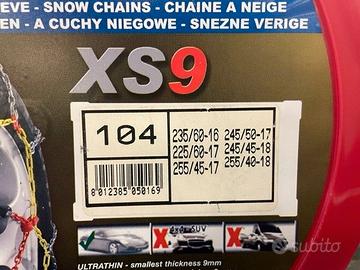 EVE - SNOW CHAINS - CHAINE A NEIGE
EN - A CUCHY NIEGOWE - SNEZNE VERIGE
XS9
104
235/60-16 245/50-17
225/60-17 245/45-18
255/45-17 255/40-18
8 012385 050169
4x4 - SUV
ULTRATHIN - smallest thickness 9mm
subito